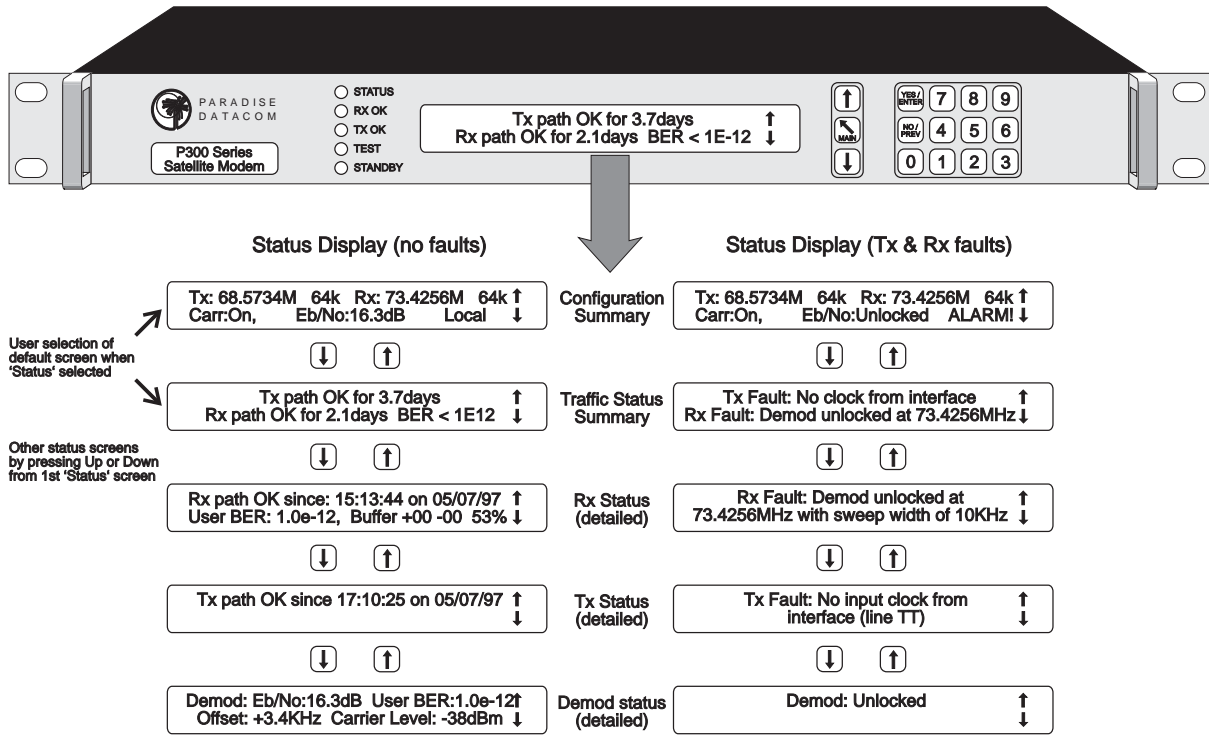 PARADISE
DATACOM
P300 Series
Satellite Modem
STATUS
RX OK
TX OK
TEST
STANDBY
Tx path OK for 3.7days ↑
Rx path OK for 2.1days BER < 1E-12 ↓
↑
MAIN
↓
YES/
ENTER 7 8 9
NO/
PREV 4 5 6
0 1 2 3
Status Display (no faults)
Status Display (Tx & Rx faults)
Tx: 68.5734M 64k Rx: 73.4256M 64k ↑
Carr:On, Eb/No:16.3dB Local ↓
Configuration
Summary
Tx: 68.5734M 64k Rx: 73.4256M 64k ↑
Carr:On, Eb/No:Unlocked ALARM! ↓
User selection of
default screen when
'Status' selected
↓ ↑
↓ ↑
Tx path OK for 3.7days ↑
Rx path OK for 2.1days BER < 1E12 ↓
Traffic Status
Summary
Tx Fault: No clock from interface ↑
Rx Fault: Demod unlocked at 73.4256MHz ↓
Other status screens
by pressing Up or Down
from 1st 'Status' screen
↓ ↑
↓ ↑
Rx path OK since: 15:13:44 on 05/07/97 ↑
User BER: 1.0e-12, Buffer +00 -00 53% ↓
Rx Status
(detailed)
Rx Fault: Demod unlocked at ↑
73.4256MHz with sweep width of 10KHz ↓
↓ ↑
↓ ↑
Tx path OK since 17:10:25 on 05/07/97 ↑
↓
Tx Status
(detailed)
Tx Fault: No input clock from ↑
interface (line TT) ↓
↓ ↑
↓ ↑
Demod: Eb/No:16.3dB User BER:1.0e-12 ↑
Offset: +3.4KHz Carrier Level: -38dBm ↓
Demod status
(detailed)
Demod: Unlocked ↑
↓